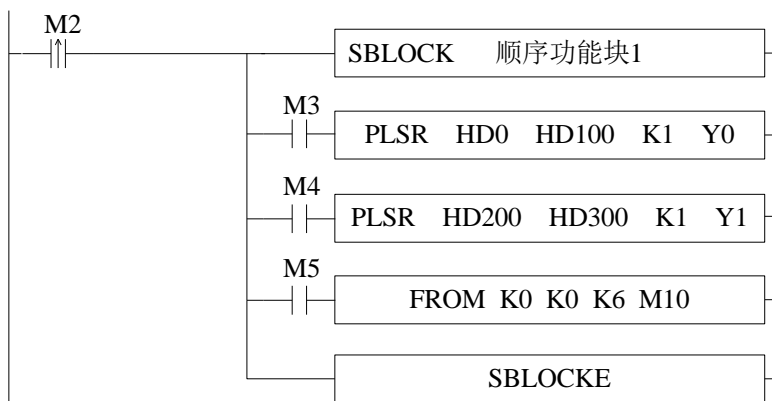 M2
SBLOCK 顺序功能块1
M3
PLSR HD0 HD100 K1 Y0
M4
PLSR HD200 HD300 K1 Y1
M5
FROM K0 K0 K6 M10
SBLOCKE